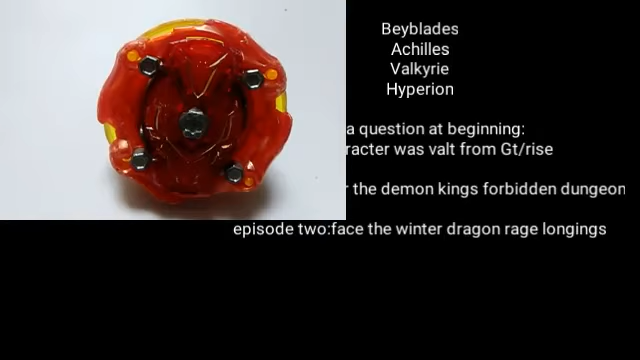 Beyblades
Achilles
Valkyrie
Hyperion
a question at beginning:
racter was valt from Gt/rise
r the demon kings forbidden dungeon
episode two:face the winter dragon rage longings